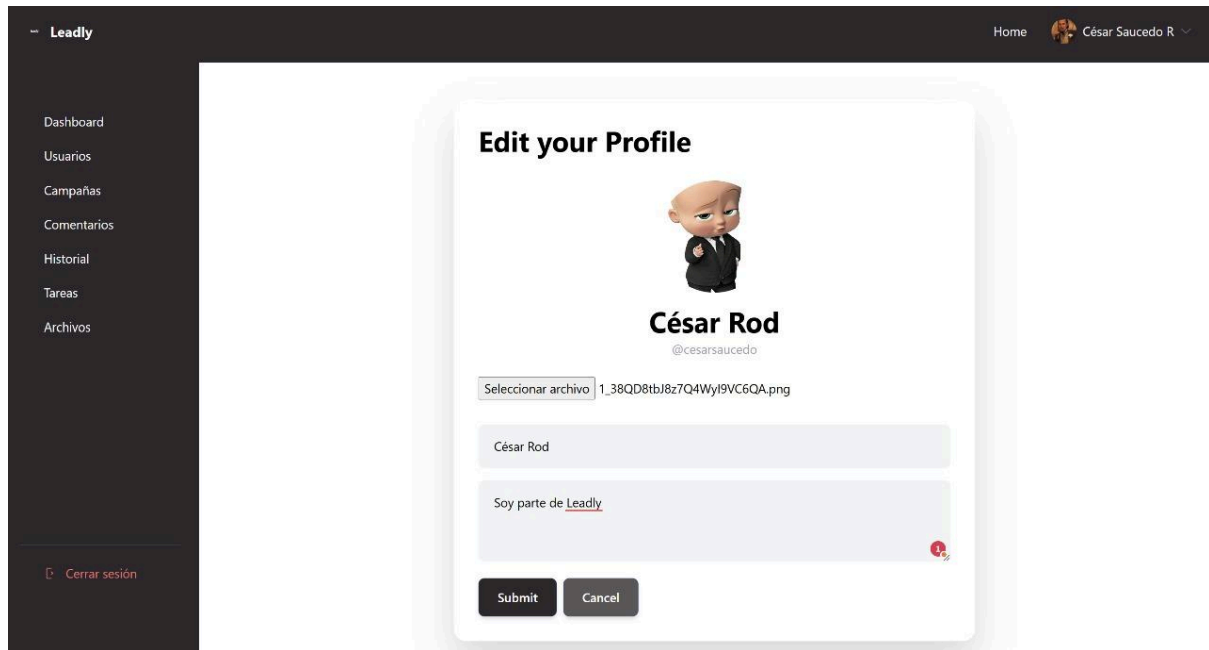 Leadly
Home
César Saucedo R
Dashboard
Usuarios
Campañas
Comentarios
Historial
Tareas
Archivos
Cerrar sesión
Edit your Profile
César Rod
@cesarsaucedo
Seleccionar archivo 1_38QD8tbJ8z7Q4WyI9VC6QA.png
César Rod
Soy parte de Leadly
1
Submit
Cancel